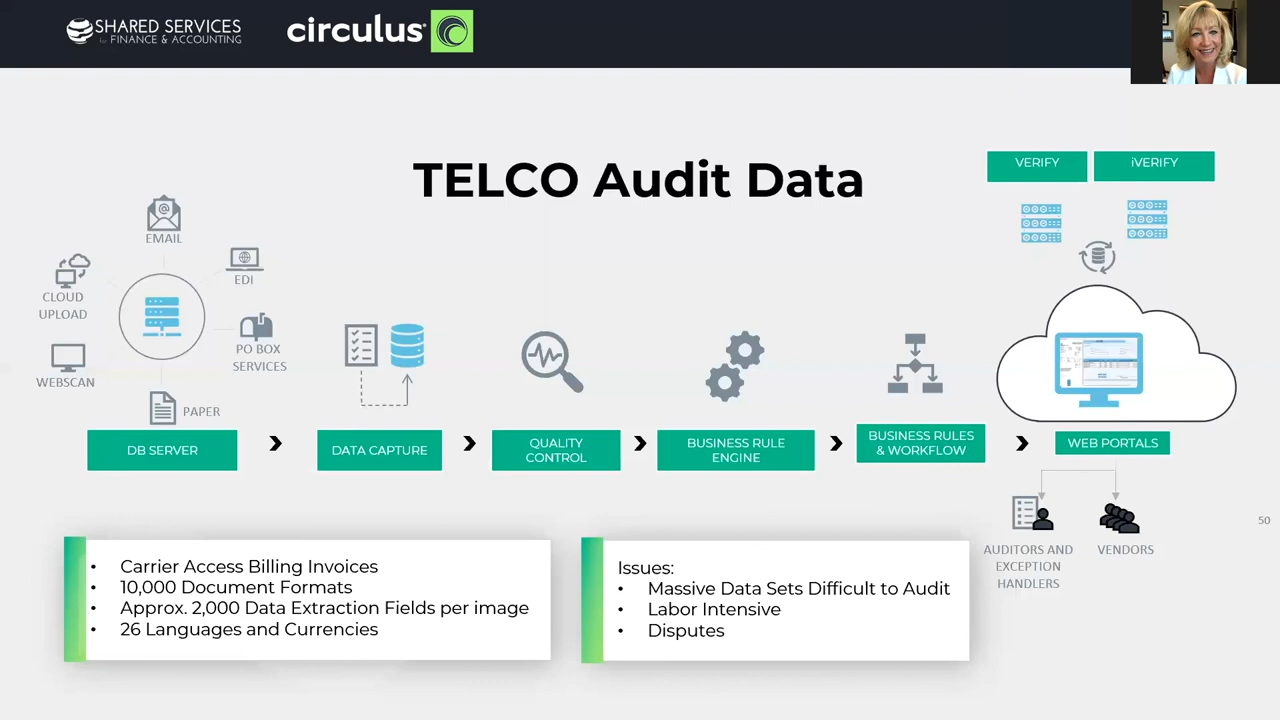 SHARED SERVICES
for FINANCE & ACCOUNTING
circulus
TELCO Audit Data
VERIFY
iVERIFY
EMAIL
EDI
CLOUD
UPLOAD
PO BOX
SERVICES
WEBSCAN
PAPER
DB SERVER
DATA CAPTURE
QUALITY
CONTROL
BUSINESS RULE
ENGINE
BUSINESS RULES
& WORKFLOW
WEB PORTALS
AUDITORS AND
EXCEPTION
HANDLERS
VENDORS
50
• Carrier Access Billing Invoices
• 10,000 Document Formats
• Approx. 2,000 Data Extraction Fields per image
• 26 Languages and Currencies
Issues:
• Massive Data Sets Difficult to Audit
• Labor Intensive
• Disputes